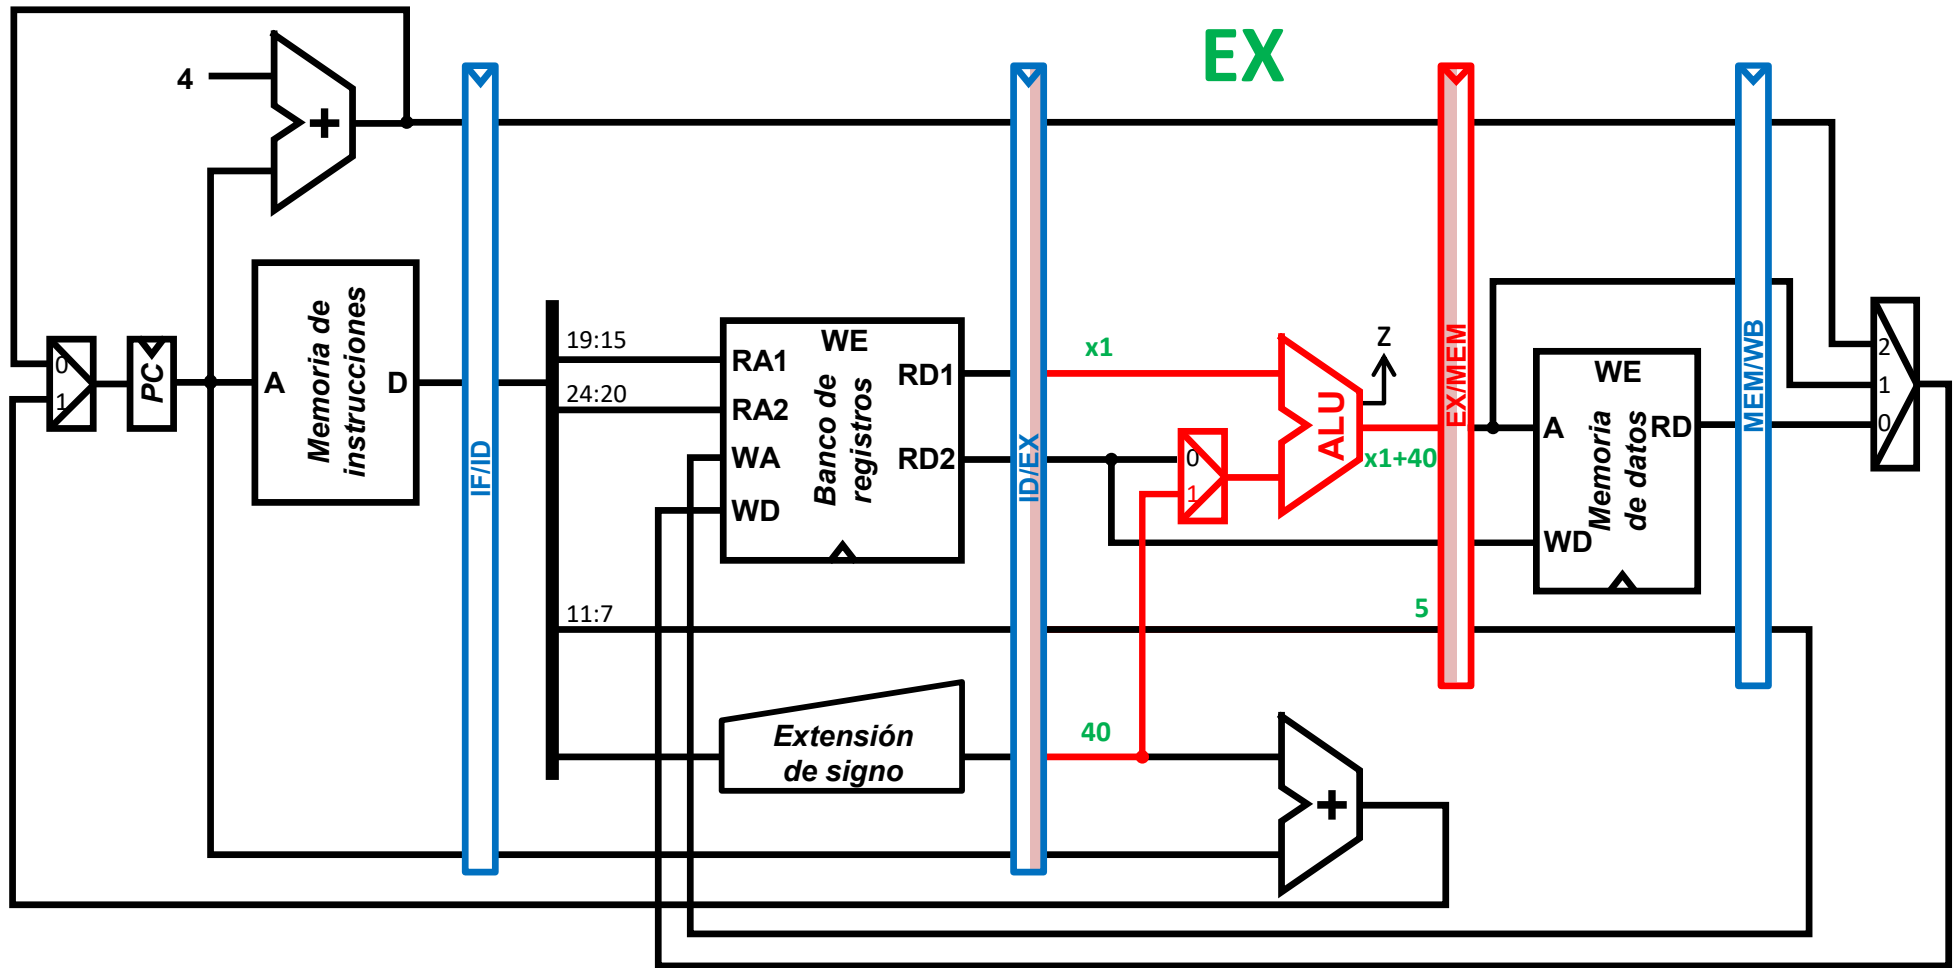 EX
4
+
IF/ID
ID/EX
EX/MEM
MEM/WB
0
1
PC
A
Memoria de
instrucciones
D
19:15
24:20
11:7
RA1
RA2
WA
WD
WE
Banco de
registros
RD1
RD2
x1
0
1
ALU
Z
x1+40
5
A
WE
RD
Memoria
de datos
WD
2
1
0
Extensión
de signo
40
+